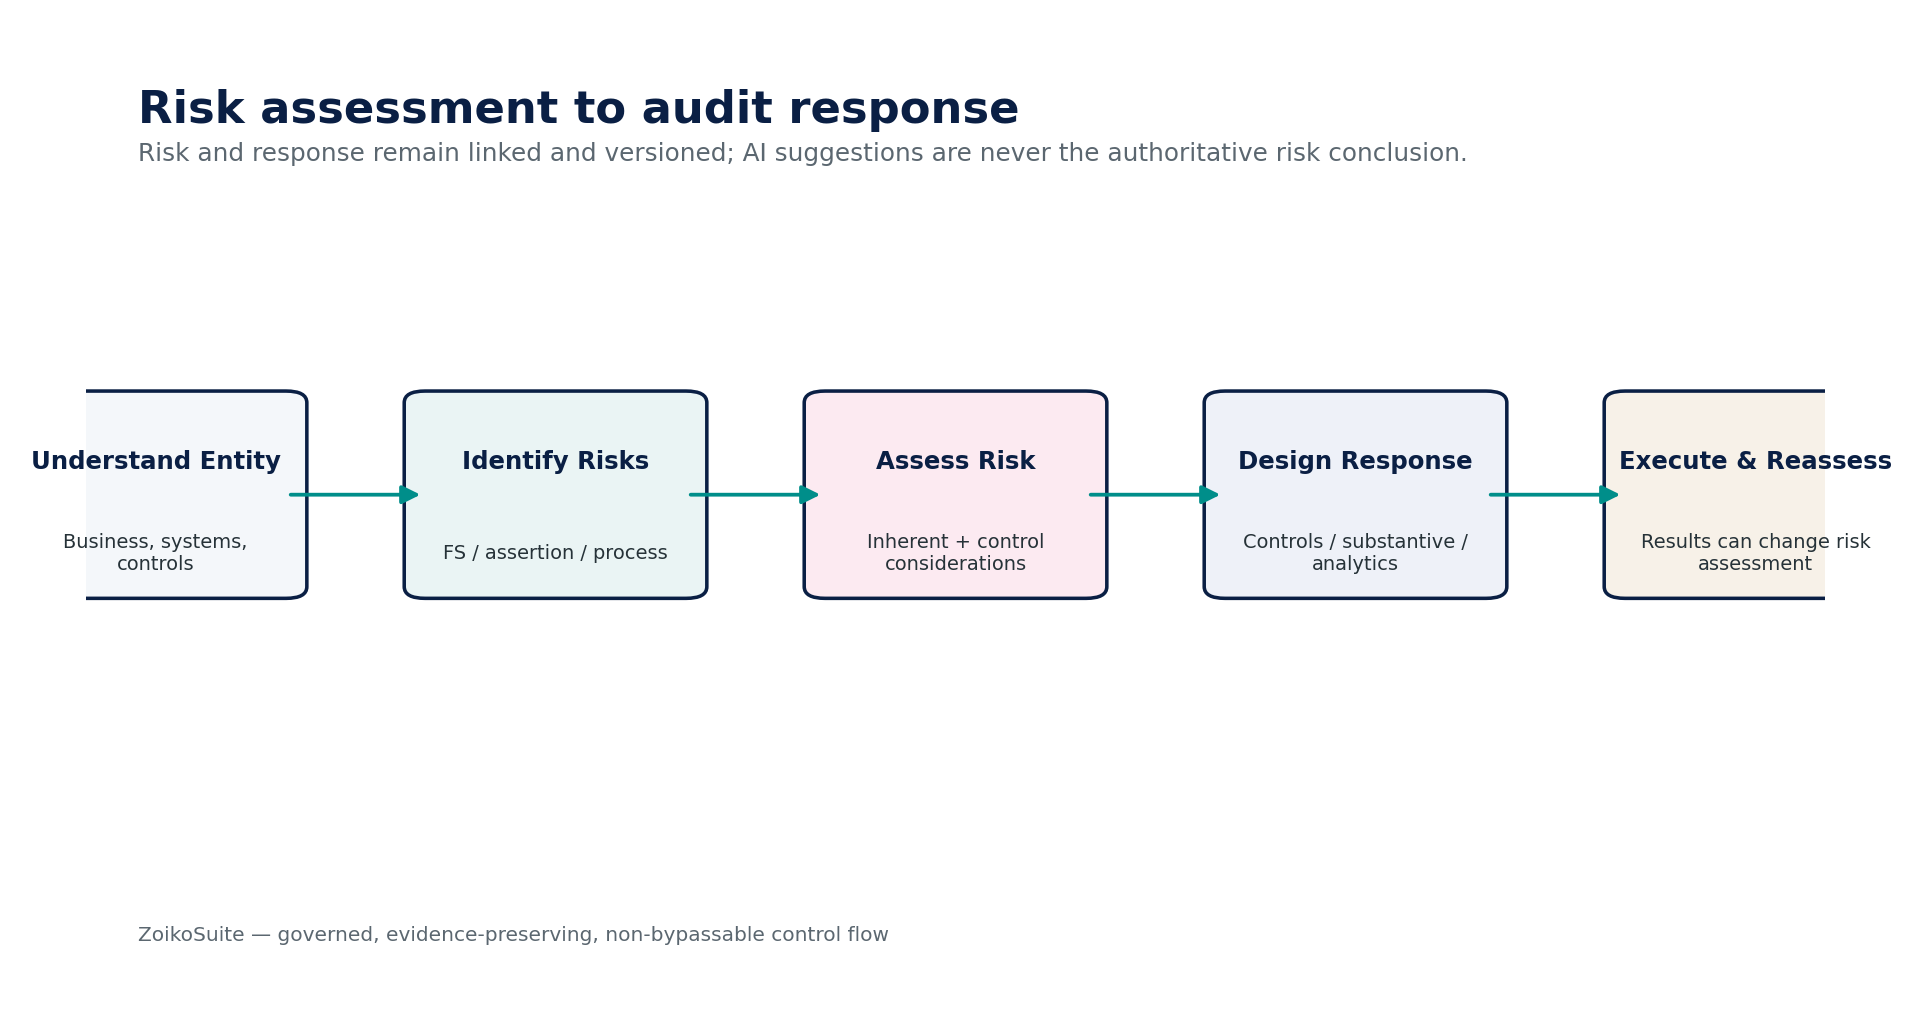 Risk assessment to audit response
Risk and response remain linked and versioned; AI suggestions are never the authoritative risk conclusion.
Understand Entity
Business, systems,
controls
Identify Risks
FS / assertion / process
Assess Risk
Inherent + control
considerations
Design Response
Controls / substantive /
analytics
Execute & Reassess
Results can change risk
assessment
ZoikoSuite — governed, evidence-preserving, non-bypassable control flow